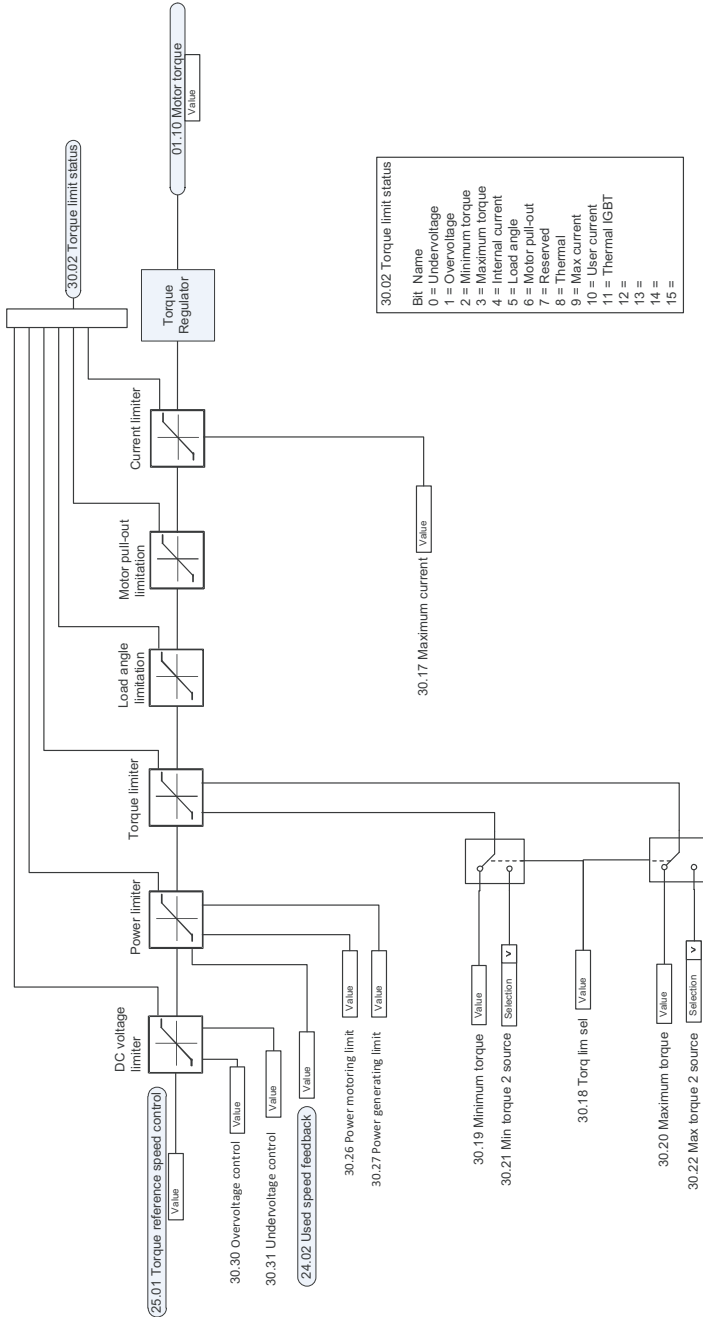 25.01 Torque reference speed control
Value
DC voltage
limiter
30.30 Overvoltage control
Value
30.31 Undervoltage control
Value
24.02 Used speed feedback
Value
Power limiter
30.26 Power motoring limit
Value
30.27 Power generating limit
Value
Torque limiter
30.19 Minimum torque
Value
30.21 Min torque 2 source
Selection
v
30.18 Torq lim sel
Value
30.20 Maximum torque
Value
30.22 Max torque 2 source
Selection
v
Load angle
limitation
Motor pull-out
limitation
Current limiter
30.17 Maximum current
Value
Torque
Regulator
30.02 Torque limit status
01.10 Motor torque
Value
30.02 Torque limit status
Bit Name
0 = Undervoltage
1 = Overvoltage
2 = Minimum torque
3 = Maximum torque
4 = Internal current
5 = Load angle
6 = Motor pull-out
7 = Reserved
8 = Thermal
9 = Max current
10 = User current
11 = Thermal IGBT
12 =
13 =
14 =
15 =